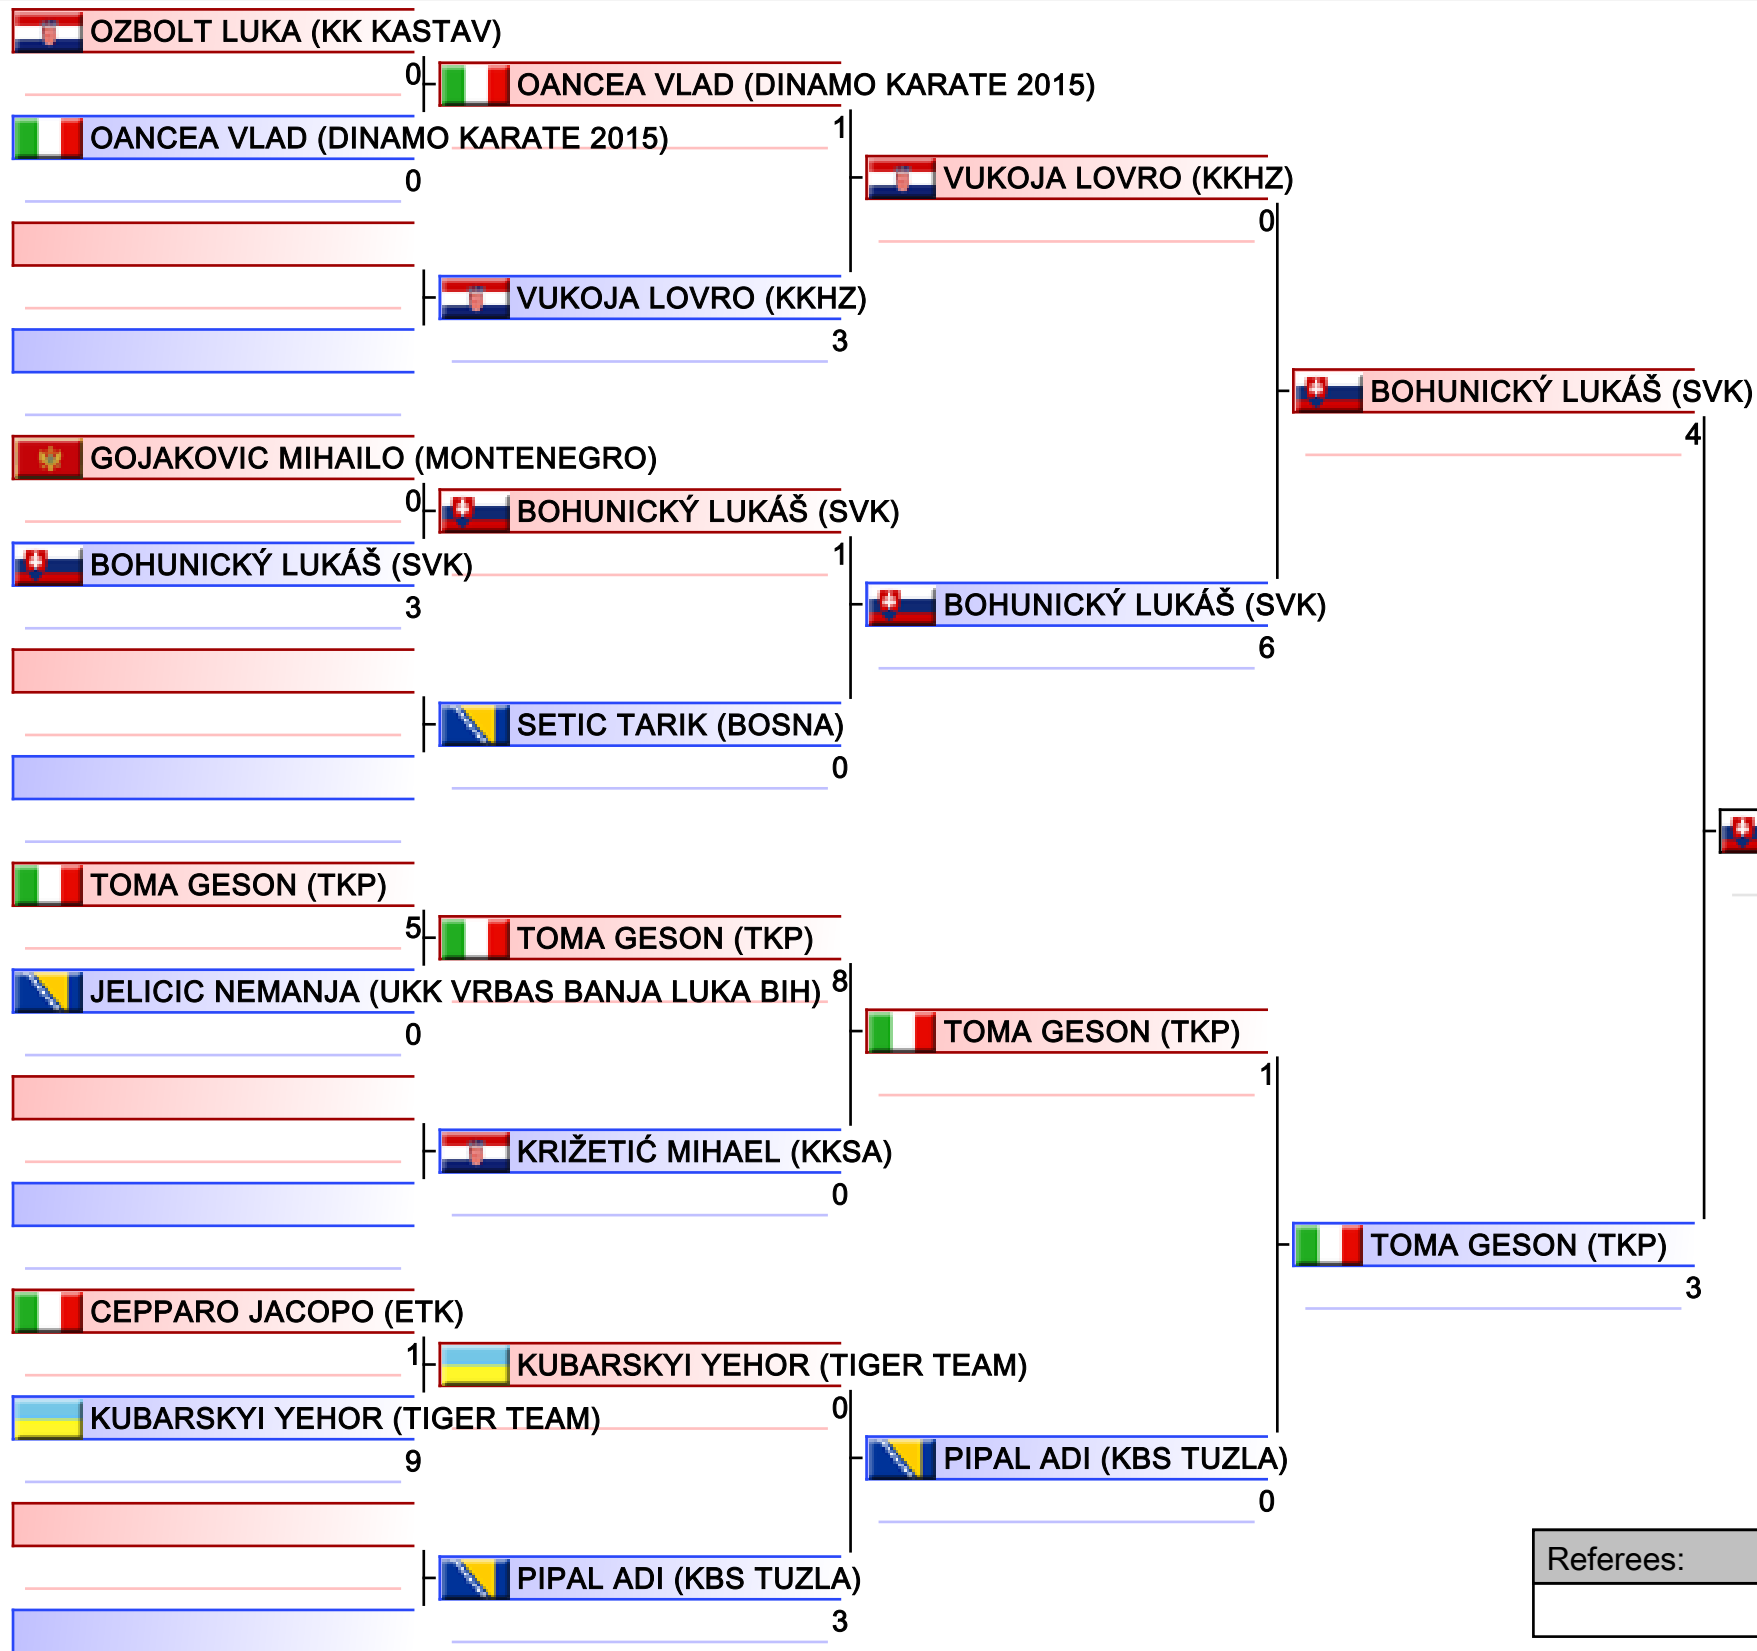 OZBOLT LUKA (KK KASTAV)
0
OANCEA VLAD (DINAMO KARATE 2015)
1
OANCEA VLAD (DINAMO KARATE 2015)
0
VUKOJA LOVRO (KKHZ)
0
VUKOJA LOVRO (KKHZ)
3
BOHUNICKÝ LUKÁŠ (SVK)
4
GOJAKOVIC MIHAILO (MONTENEGRO)
0
BOHUNICKÝ LUKÁŠ (SVK)
1
BOHUNICKÝ LUKÁŠ (SVK)
3
BOHUNICKÝ LUKÁŠ (SVK)
6
SETIC TARIK (BOSNA)
0
TOMA GESON (TKP)
5
TOMA GESON (TKP)
8
JELICIC NEMANJA (UKK VRBAS BANJA LUKA BIH)
0
TOMA GESON (TKP)
1
KRIŽETIĆ MIHAEL (KKSA)
0
TOMA GESON (TKP)
3
CEPPARO JACOPO (ETK)
1
KUBARSKYI YEHOR (TIGER TEAM)
0
KUBARSKYI YEHOR (TIGER TEAM)
9
PIPAL ADI (KBS TUZLA)
0
PIPAL ADI (KBS TUZLA)
3
Referees: